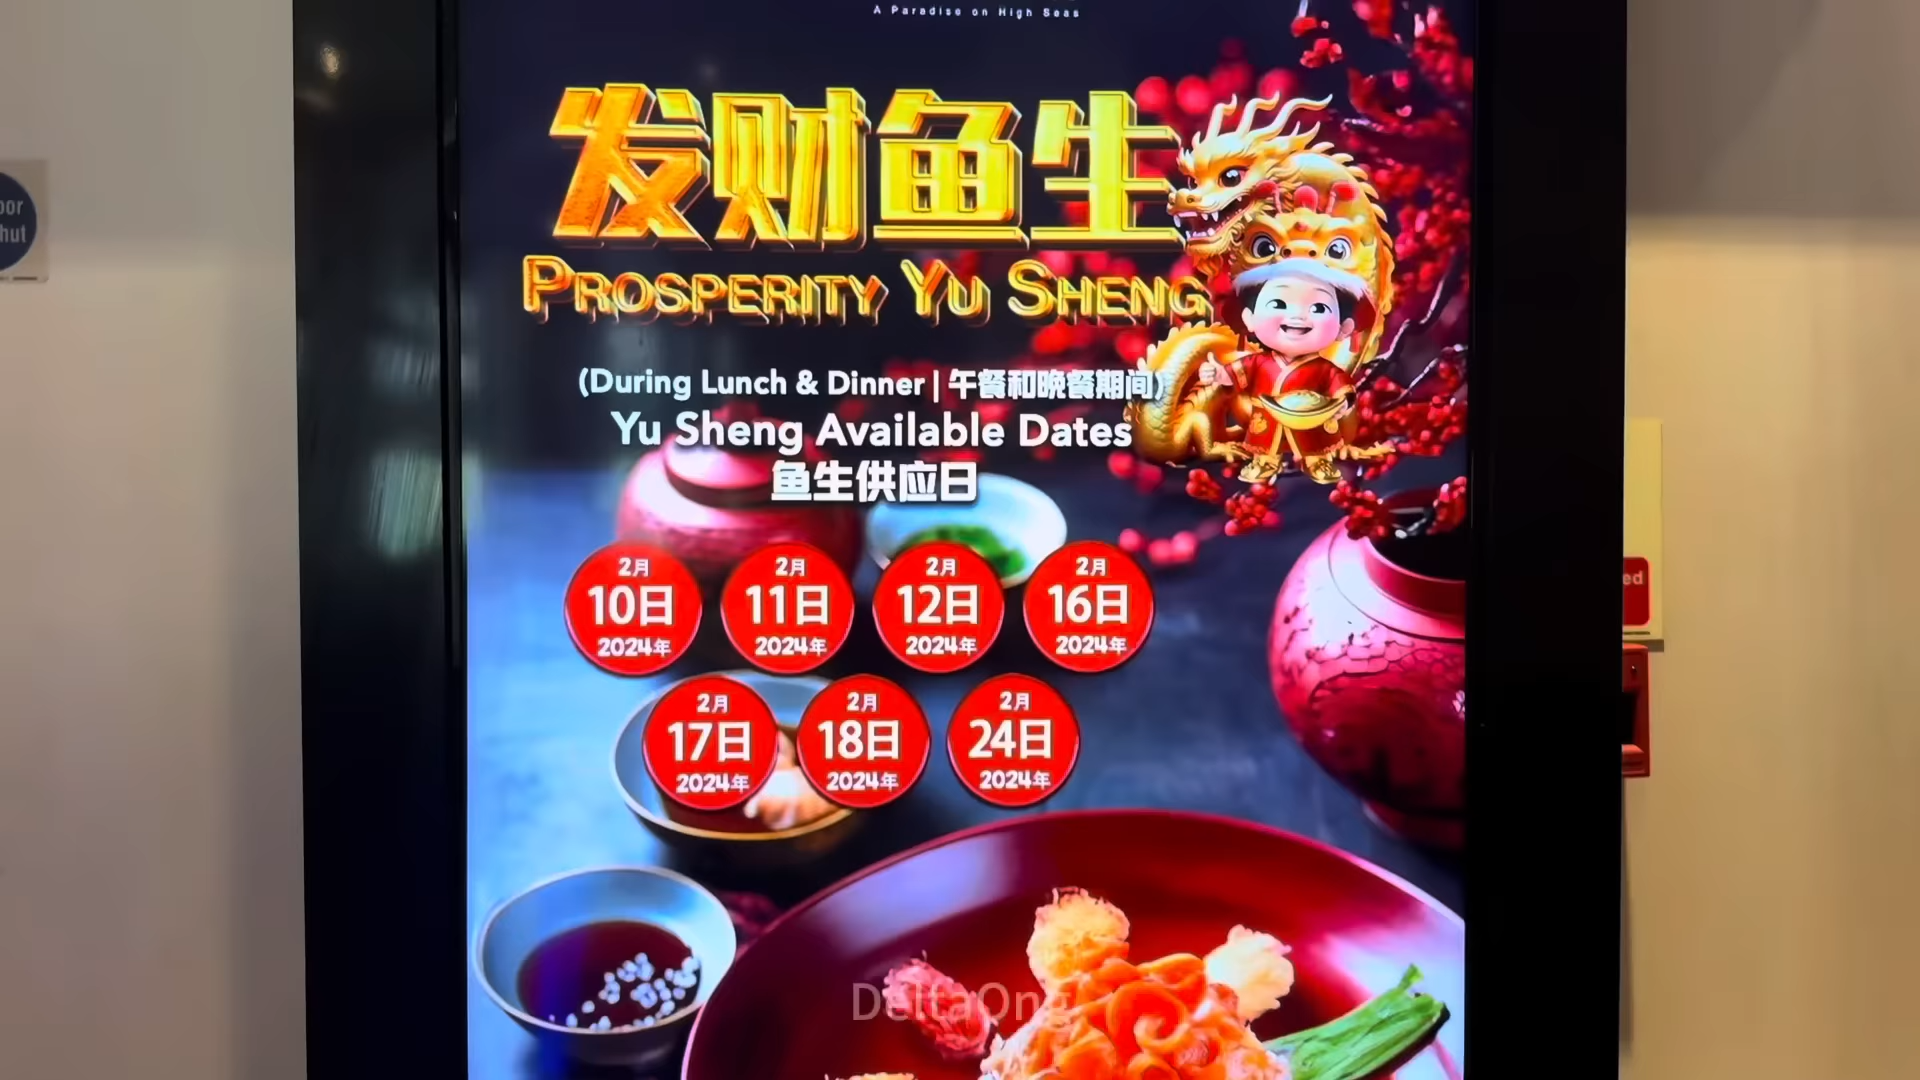 A Paradise on High Seas
发财鱼生
PROSPERITY YU SHENG
(During Lunch & Dinner | 午餐和晚餐期间)
Yu Sheng Available Dates
鱼生供应日
2月
10日
2024年
2月
11日
2024年
2月
12日
2024年
2月
16日
2024年
2月
17日
2024年
2月
18日
2024年
2月
24日
2024年
DeltaOng
hut